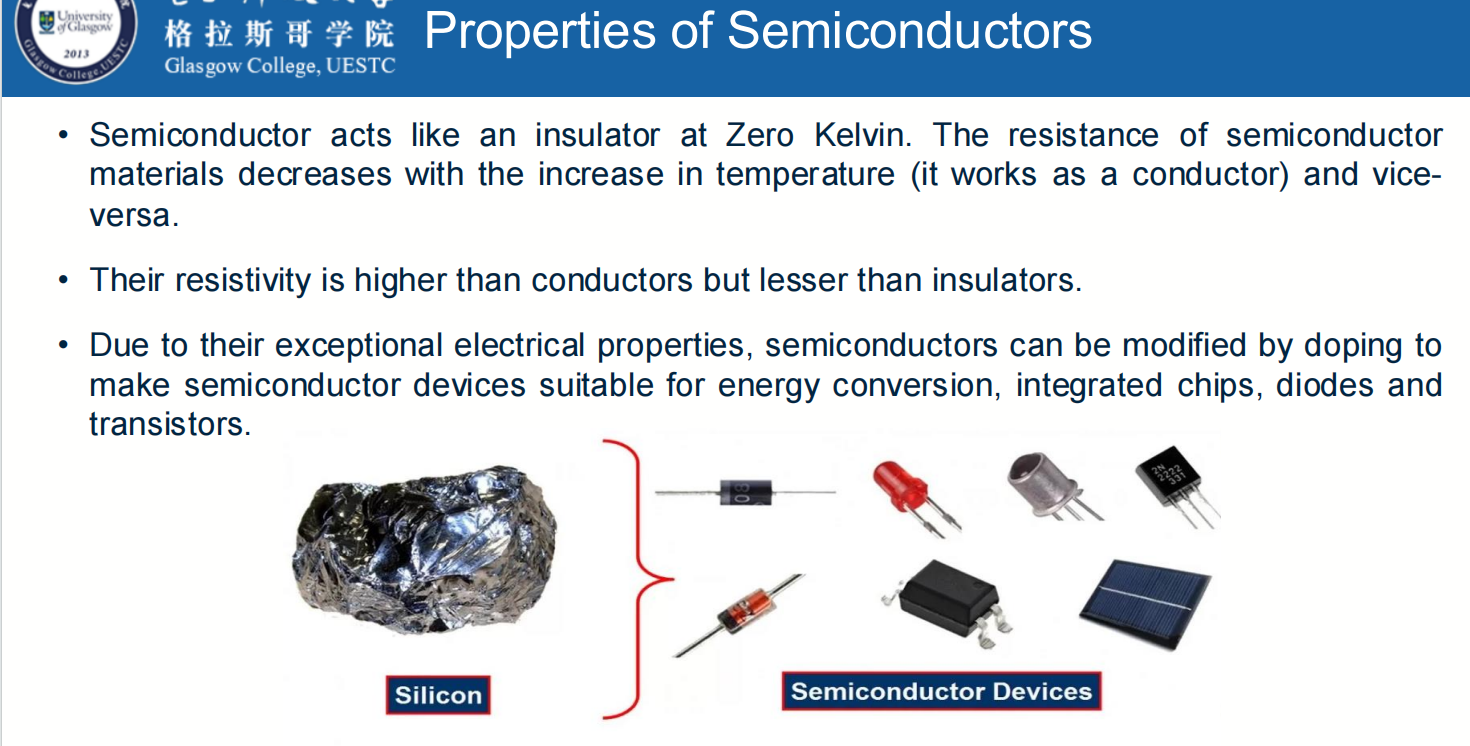 University
of Glasgow
2013
Glasgow College, UESTC
格拉斯哥学院
Glasgow College, UESTC
Properties of Semiconductors
• Semiconductor acts like an insulator at Zero Kelvin. The resistance of semiconductor
materials decreases with the increase in temperature (it works as a conductor) and vice-
versa.
• Their resistivity is higher than conductors but lesser than insulators.
• Due to their exceptional electrical properties, semiconductors can be modified by doping to
make semiconductor devices suitable for energy conversion, integrated chips, diodes and
transistors.
2N
2222
331
Silicon
Semiconductor Devices